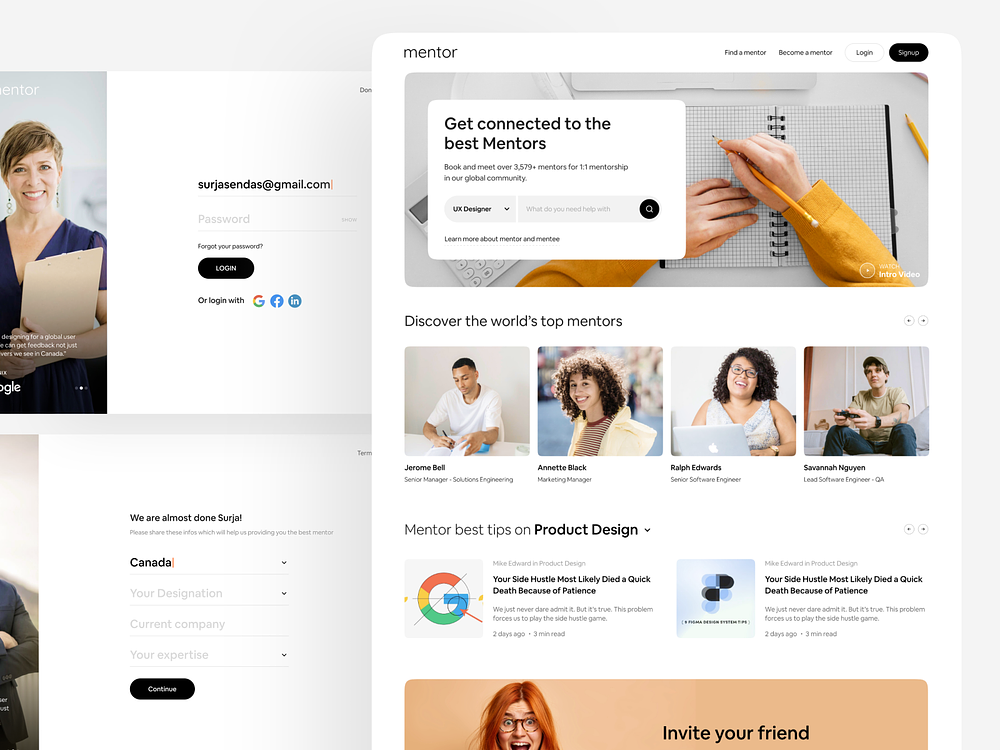 mentor
Find a mentor
Become a mentor
Login
Signup
Get connected to the
best Mentors
Book and meet over 3,579+ mentors for 1:1 mentorship
in our global community.
UX Designer
What do you need help with
Learn more about mentor and mentee
WATCH
Intro Video
Discover the world's top mentors
Jerome Bell
Senior Manager - Solutions Engineering
Annette Black
Marketing Manager
Ralph Edwards
Senior Software Engineer
Savannah Nguyen
Lead Software Engineer - QA
Mentor best tips on Product Design
Mike Edward in Product Design
Your Side Hustle Most Likely Died a Quick
Death Because of Patience
We just never dare admit it. But it's true. This problem
forces us to play the side hustle game.
2 days ago • 3 min read
9 FIGMA DESIGN SYSTEM TIPS
Mike Edward in Product Design
Your Side Hustle Most Likely Died a Quick
Death Because of Patience
We just never dare admit it. But it's true. This problem
forces us to play the side hustle game.
2 days ago • 3 min read
Invite your friend
entor
Don
surjasendas@gmail.com
Password
SHOW
Forgot your password?
LOGIN
Or login with
in
designing for a global user
e can get feedback not just
vers we see in Canada."
ogle
Term
We are almost done Surja!
Please share these infos which will help us providing you the best mentor
Canada
Your Designation
Current company
Your expertise
Continue
ser
ust